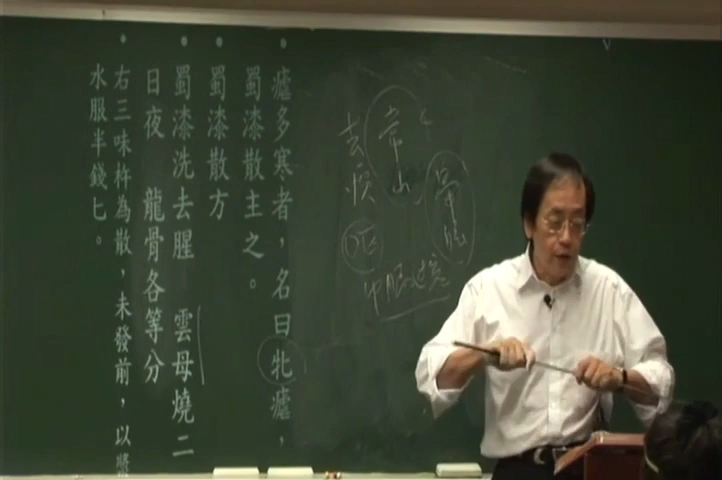 • 瘧多寒者，名曰牝瘧，
蜀漆散主之。
• 蜀漆散方
• 蜀漆洗去腥　雲母燒二
日夜　龍骨各等分
• 右三味杵為散，未發前，以漿
水服半錢匕。
常山